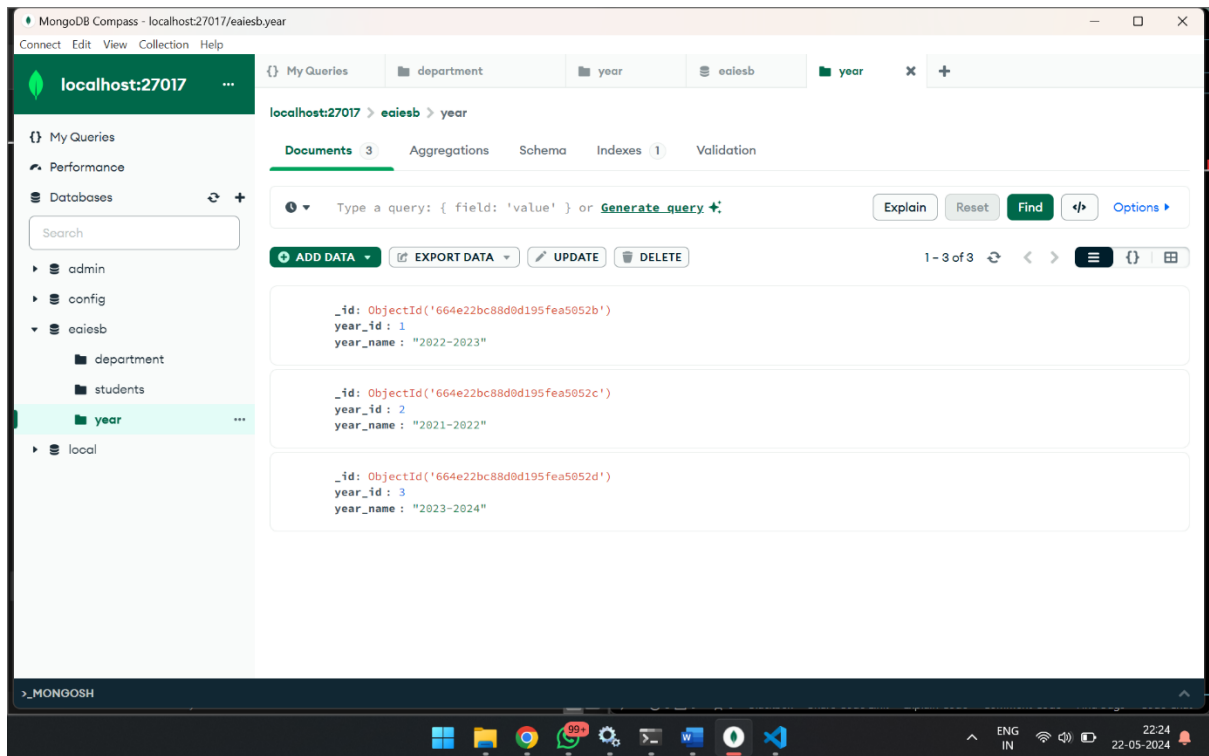 MongoDB Compass - localhost:27017/eaiesb.year
Connect Edit View Collection Help
localhost:27017 ...
{} My Queries
department
year
eaiesb
year
localhost:27017 > eaiesb > year
{} My Queries
Performance
Databases
Search
admin
config
eaiesb
department
students
year ...
local
Documents 3 Aggregations Schema Indexes 1 Validation
Type a query: { field: 'value' } or Generate query
Explain Reset Find </> Options
ADD DATA EXPORT DATA UPDATE DELETE
1 – 3 of 3
{}
_id: ObjectId('664e22bc88d0d195fea5052b')
year_id : 1
year_name : "2022-2023"
_id: ObjectId('664e22bc88d0d195fea5052c')
year_id : 2
year_name : "2021-2022"
_id: ObjectId('664e22bc88d0d195fea5052d')
year_id : 3
year_name : "2023-2024"
>_MONGOSH
99+
ENG
IN
22:24
22-05-2024